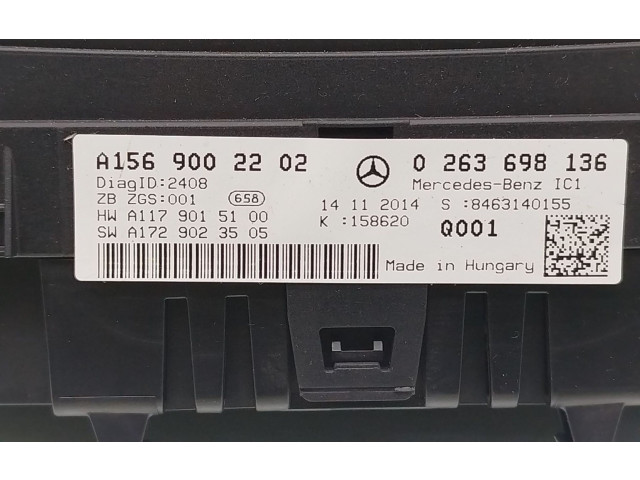 A156 900 22 02
0 263 698 136
DiagID:2408
Mercedes-Benz IC1
ZB ZGS:001 658
14 11 2014 S :8463140155
HW A117 901 51 00
K :158620 Q001
SW A172 902 35 05
Made in Hungary